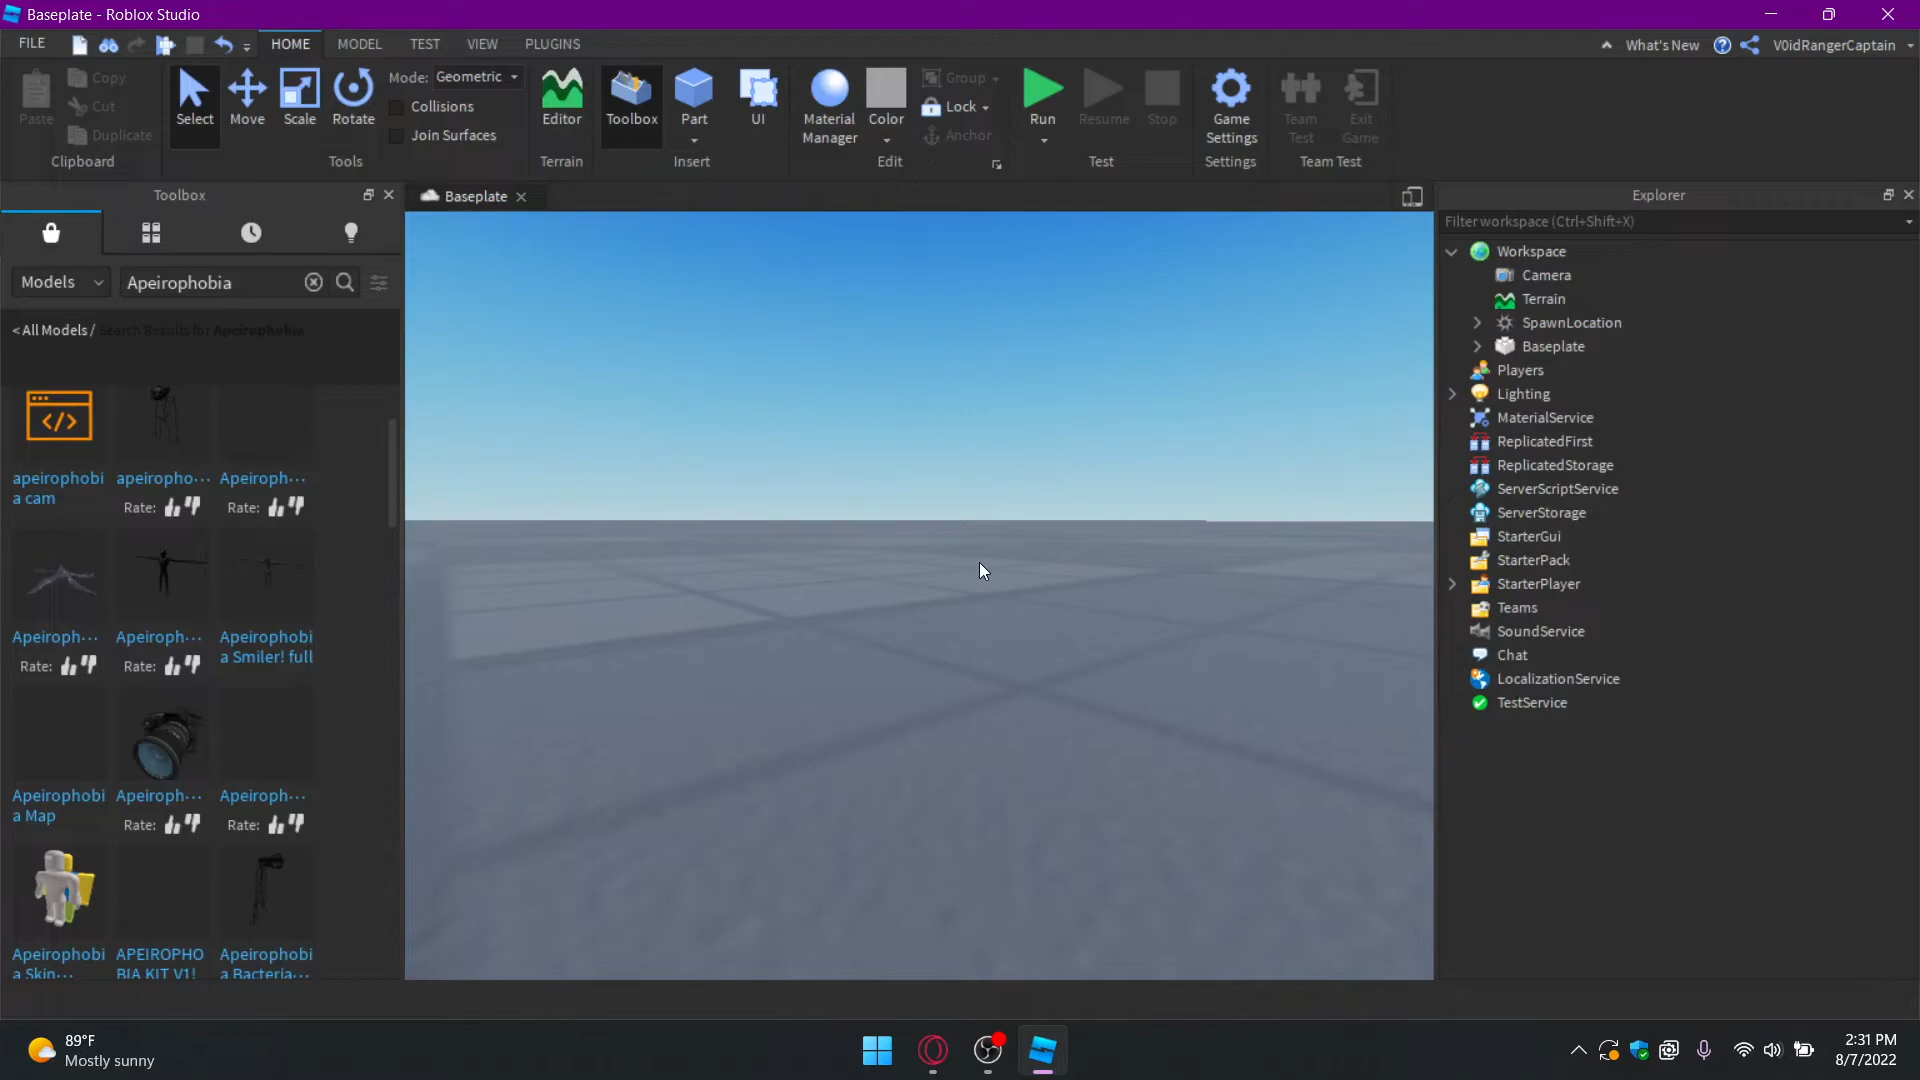 Baseplate - Roblox Studio
FILE HOME MODEL TEST VIEW PLUGINS What's New V0idRangerCaptain
Paste Copy Cut Duplicate
Clipboard
Select Move Scale Rotate
Mode: Geometric
Collisions
Join Surfaces
Tools
Editor
Terrain
Toolbox Part UI
Insert
Material Manager Color
Group
Lock
Anchor
Edit
Run Resume Stop
Test
Game Settings
Settings
Team Test Exit Game
Team Test
Toolbox
Baseplate
Explorer
Models Apeirophobia
< All Models / Search Results for Apeirophobia
apeirophobi
a cam
apeiropho...
Rate:
Apeiroph...
Rate:
Apeiroph...
Rate:
Apeiroph...
Rate:
Apeirophobi
a Smiler! full
Apeirophobi
a Map
Apeiroph...
Rate:
Apeiroph...
Rate:
Apeirophobi
a Skin...
APEIROPHO
BIA KIT V1!
Apeirophobi
a Bacteria...
Filter workspace (Ctrl+Shift+X)
Workspace
Camera
Terrain
SpawnLocation
Baseplate
Players
Lighting
MaterialService
ReplicatedFirst
ReplicatedStorage
ServerScriptService
ServerStorage
StarterGui
StarterPack
StarterPlayer
Teams
SoundService
Chat
LocalizationService
TestService
89°F
Mostly sunny
2:31 PM
8/7/2022